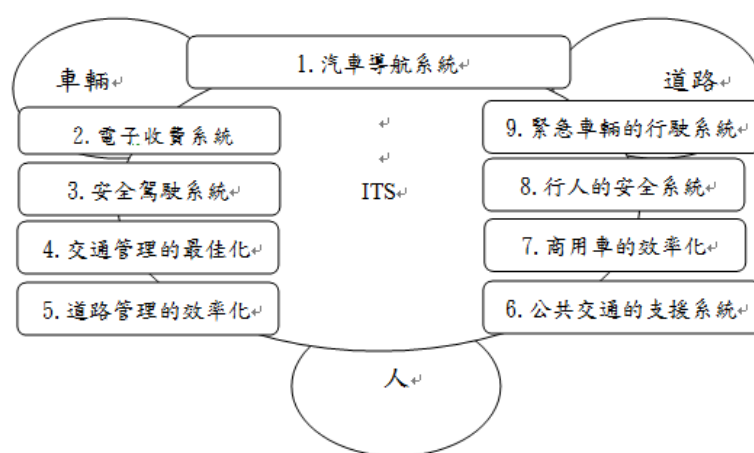 1.汽車導航系統
車輛
道路
2.電子收費系統
9.緊急車輛的行駛系統
3.安全駕駛系統
ITS
8.行人的安全系統
4.交通管理的最佳化
7.商用車的效率化
5.道路管理的效率化
6.公共交通的支援系統
人